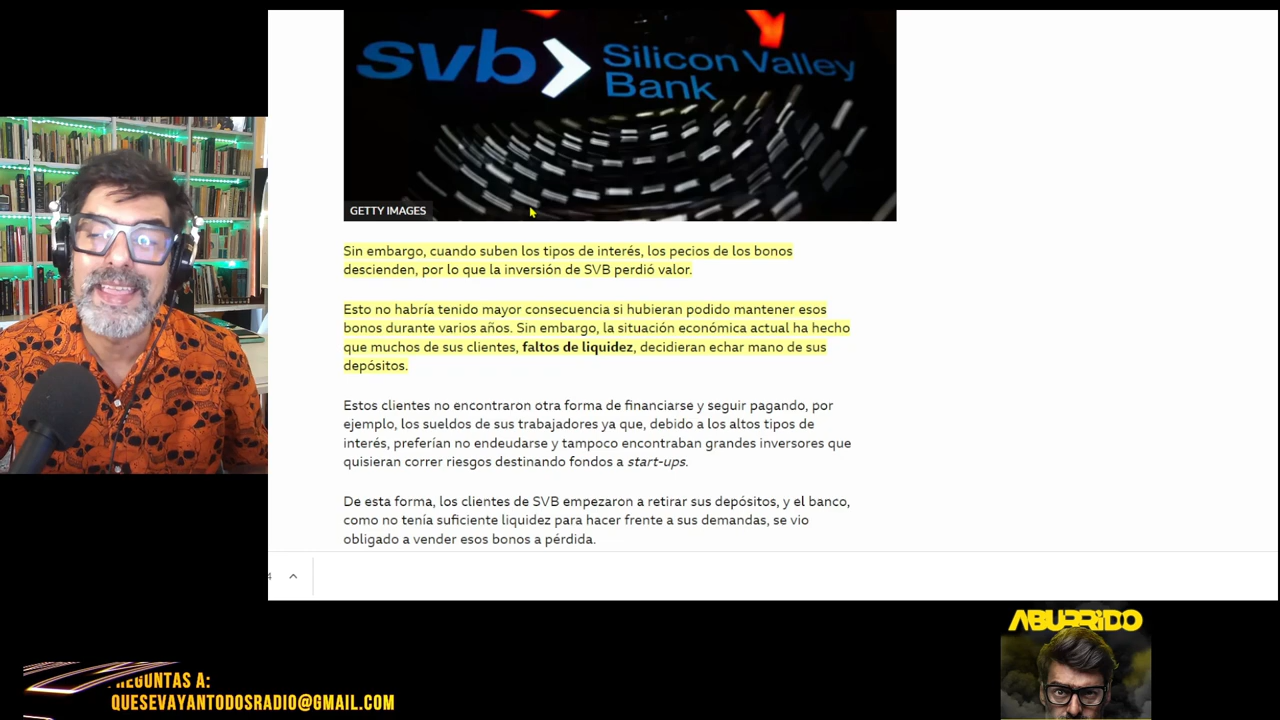 svb> Silicon Valley
Bank
GETTY IMAGES
Sin embargo, cuando suben los tipos de interés, los pecios de los bonos
descienden, por lo que la inversión de SVB perdió valor.
Esto no habría tenido mayor consecuencia si hubieran podido mantener esos
bonos durante varios años. Sin embargo, la situación económica actual ha hecho
que muchos de sus clientes, faltos de liquidez, decidieran echar mano de sus
depósitos.
Estos clientes no encontraron otra forma de financiarse y seguir pagando, por
ejemplo, los sueldos de sus trabajadores ya que, debido a los altos tipos de
interés, preferían no endeudarse y tampoco encontraban grandes inversores que
quisieran correr riesgos destinando fondos a start-ups.
De esta forma, los clientes de SVB empezaron a retirar sus depósitos, y el banco,
como no tenía suficiente liquidez para hacer frente a sus demandas, se vio
obligado a vender esos bonos a pérdida.
ABURRIDO
A:
QUESEVAYANTODOSRADIO@GMAIL.COM